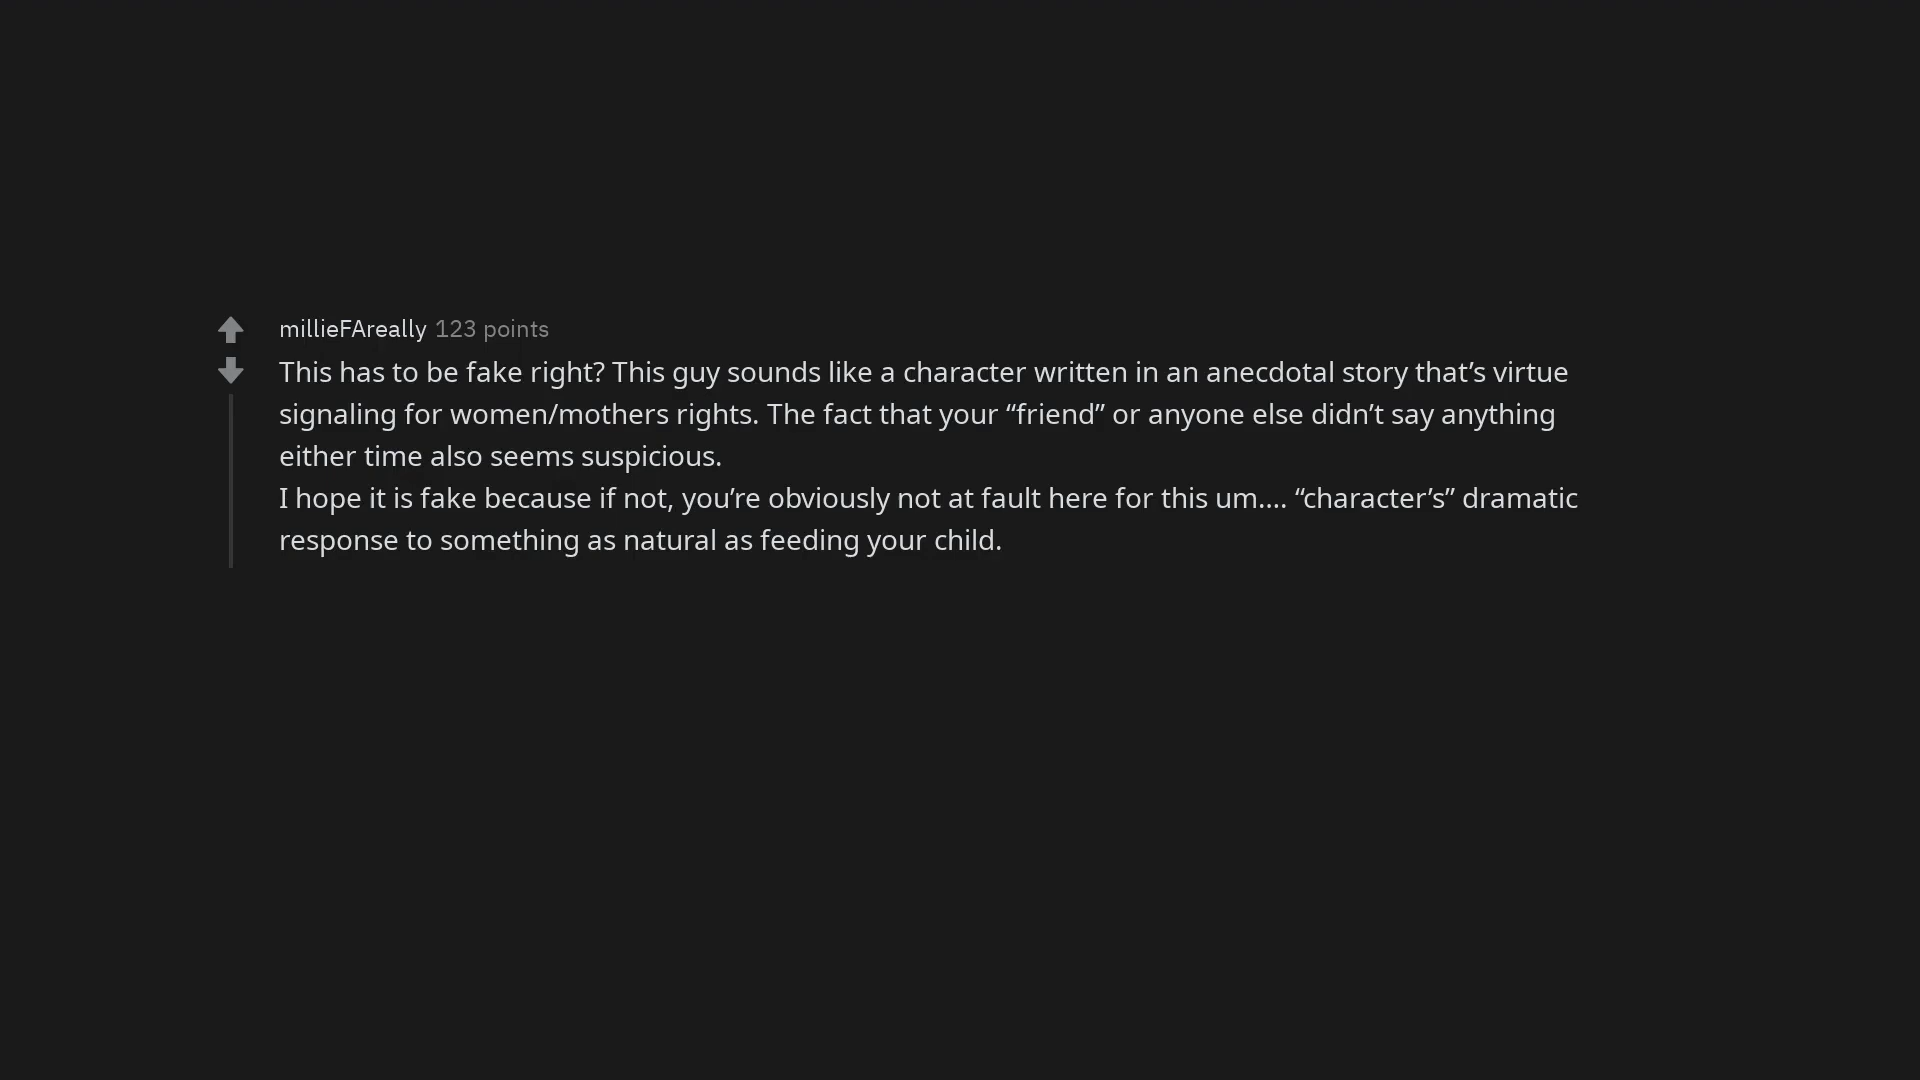 millieFAreally 123 points
This has to be fake right? This guy sounds like a character written in an anecdotal story that’s virtue
signaling for women/mothers rights. The fact that your “friend” or anyone else didn’t say anything
either time also seems suspicious.
I hope it is fake because if not, you’re obviously not at fault here for this um.... “character’s” dramatic
response to something as natural as feeding your child.